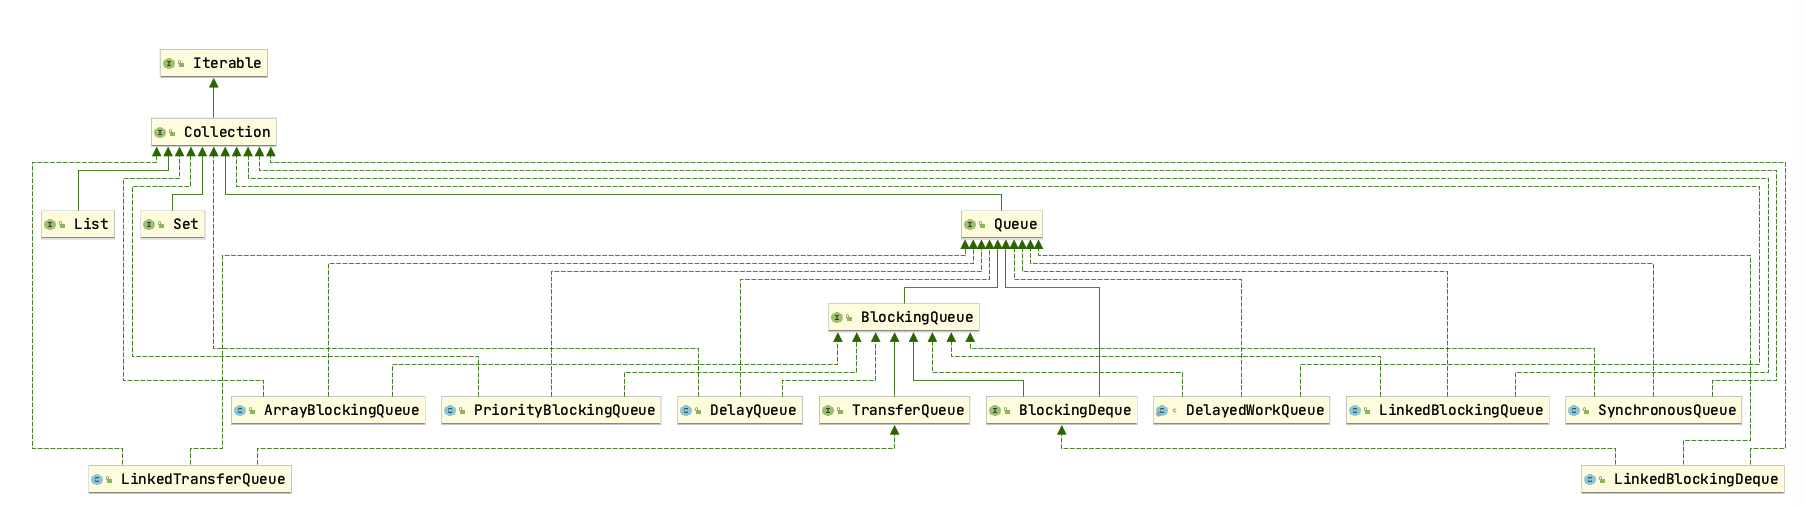 Iterable
Collection
List
Set
Queue
BlockingQueue
ArrayBlockingQueue
PriorityBlockingQueue
DelayQueue
TransferQueue
BlockingDeque
DelayedWorkQueue
LinkedBlockingQueue
SynchronousQueue
LinkedTransferQueue
LinkedBlockingDeque